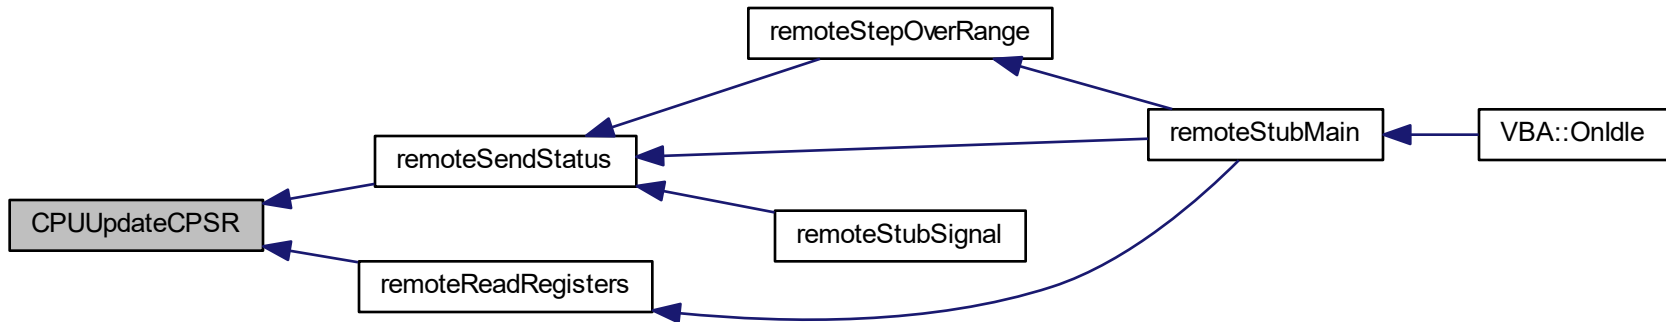 remoteStepOverRange
remoteStubMain
VBA::OnIdle
remoteSendStatus
CPUUpdateCPSR
remoteStubSignal
remoteReadRegisters